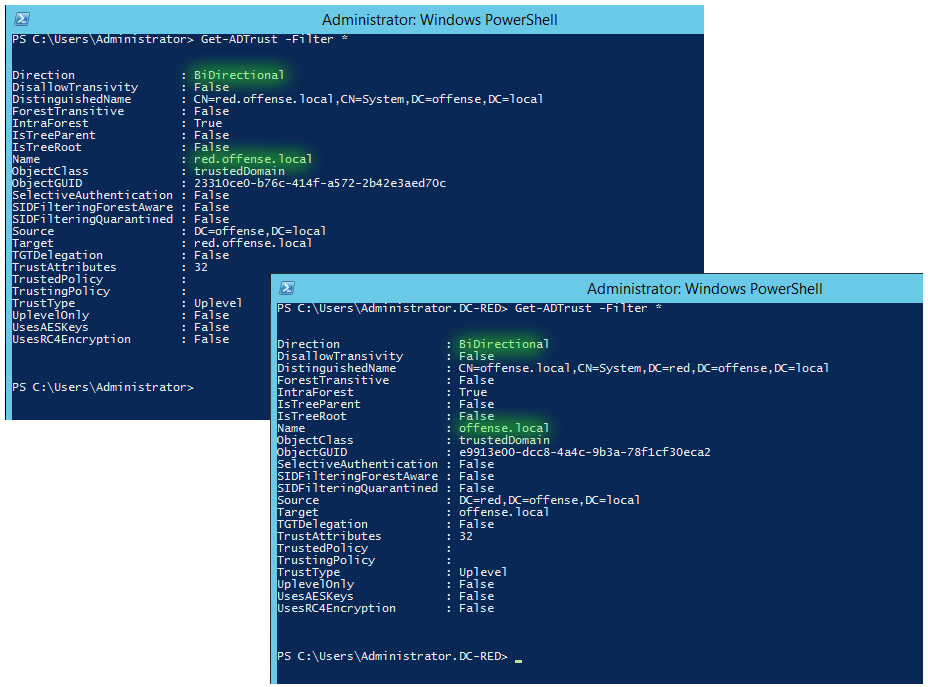 Administrator: Windows PowerShell
PS C:\Users\Administrator> Get-ADTrust -Filter *
Direction : BiDirectional
DisallowTransivity : False
DistinguishedName : CN=red.offense.local,CN=System,DC=offense,DC=local
ForestTransitive : False
IntraForest : True
IsTreeParent : False
IsTreeRoot : False
Name : red.offense.local
ObjectClass : trustedDomain
ObjectGUID : 23310ce0-b76c-414f-a572-2b42e3aed70c
SelectiveAuthentication : False
SIDFilteringForestAware : False
SIDFilteringQuarantined : False
Source : DC=offense,DC=local
Target : red.offense.local
TGTDelegation : False
TrustAttributes : 32
TrustedPolicy :
TrustingPolicy :
TrustType : Uplevel
UplevelOnly : False
UsesAESKeys : False
UsesRC4Encryption : False
PS C:\Users\Administrator>
Administrator: Windows PowerShell
PS C:\Users\Administrator.DC-RED> Get-ADTrust -Filter *
Direction : BiDirectional
DisallowTransivity : False
DistinguishedName : CN=offense.local,CN=System,DC=red,DC=offense,DC=local
ForestTransitive : False
IntraForest : True
IsTreeParent : False
IsTreeRoot : False
Name : offense.local
ObjectClass : trustedDomain
ObjectGUID : e9913e00-dcc8-4a4c-9b3a-78f1cf30eca2
SelectiveAuthentication : False
SIDFilteringForestAware : False
SIDFilteringQuarantined : False
Source : DC=red,DC=offense,DC=local
Target : offense.local
TGTDelegation : False
TrustAttributes : 32
TrustedPolicy :
TrustingPolicy :
TrustType : Uplevel
UplevelOnly : False
UsesAESKeys : False
UsesRC4Encryption : False
PS C:\Users\Administrator.DC-RED> _